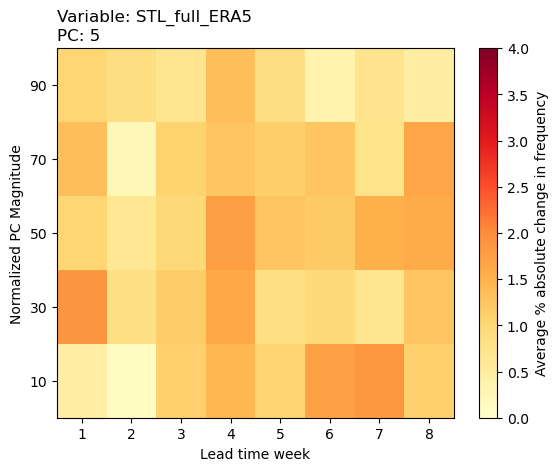 Variable: STL_full_ERA5
PC: 5
Normalized PC Magnitude
90
70
50
30
10
1 2 3 4 5 6 7 8
Lead time week
4.0
3.5
3.0
2.5
2.0
1.5
1.0
0.5
0.0
Average % absolute change in frequency